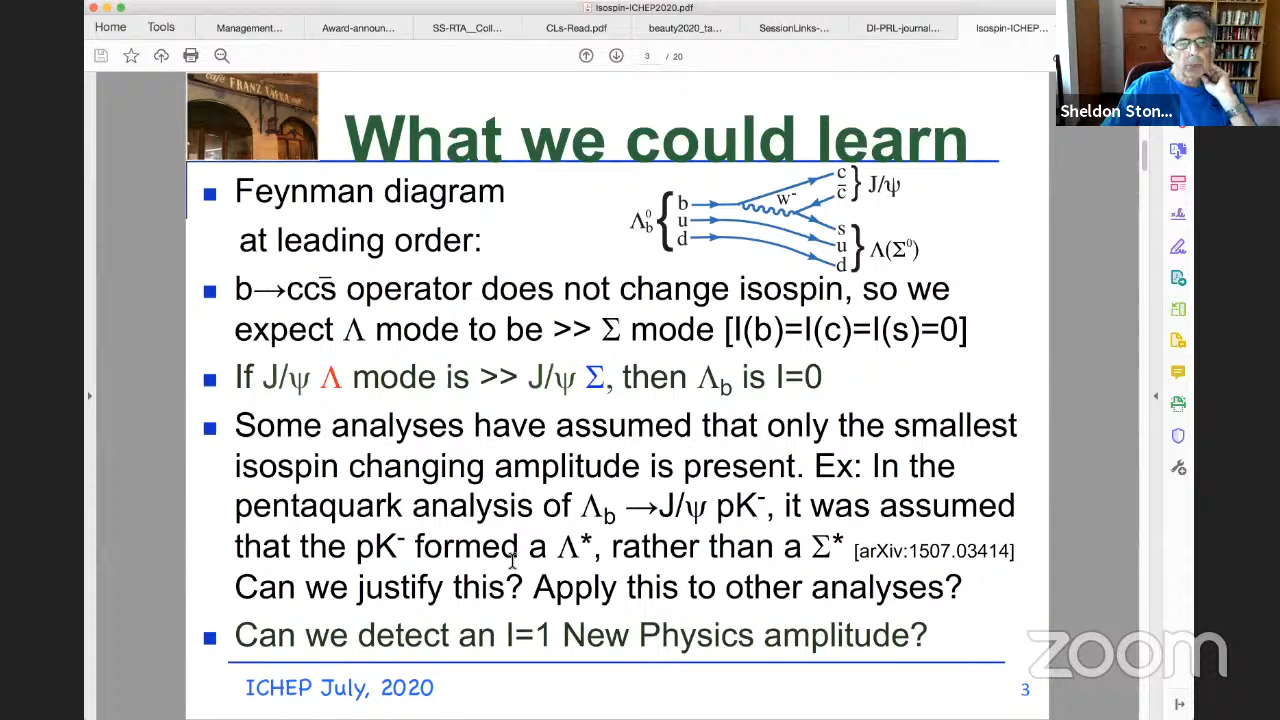 Isospin-ICHEP2020.pdf
Home Tools Management... Award-announ... SS-RTA__Coll... CLs-Read.pdf beauty2020_ta... SessionLinks-... DI-PRL-journal... Isospin-ICHEP...
3 / 20
Sheldon Ston...
café FRANZ TAFKA
What we could learn
Feynman diagram
at leading order:
Λb⁰ { b u d W⁻ c c̄ } J/ψ
s u d } Λ(Σ⁰)
b→ccs̄ operator does not change isospin, so we
expect Λ mode to be >> Σ mode [I(b)=I(c)=I(s)=0]
If J/ψ Λ mode is >> J/ψ Σ, then Λb is I=0
Some analyses have assumed that only the smallest
isospin changing amplitude is present. Ex: In the
pentaquark analysis of Λb →J/ψ pK⁻, it was assumed
that the pK⁻ formed a Λ*, rather than a Σ* [arXiv:1507.03414]
Can we justify this? Apply this to other analyses?
Can we detect an I=1 New Physics amplitude?
ICHEP July, 2020
3
zoom